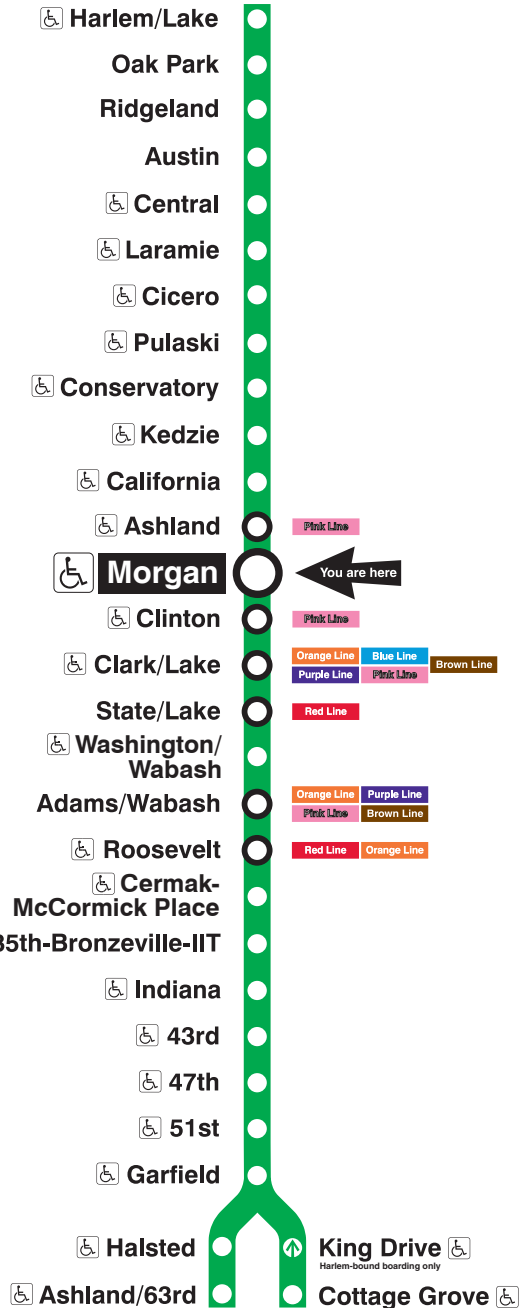 Harlem/Lake
Oak Park
Ridgeland
Austin
Central
Laramie
Cicero
Pulaski
Conservatory
Kedzie
California
Ashland
Pink Line
Morgan
You are here
Clinton
Pink Line
Clark/Lake
Orange Line Blue Line
Brown Line
Purple Line Pink Line
State/Lake
Red Line
Washington/
Wabash
Adams/Wabash
Orange Line Purple Line
Pink Line Brown Line
Roosevelt
Red Line Orange Line
Cermak-
McCormick Place
35th-Bronzeville-IIT
Indiana
43rd
47th
51st
Garfield
Halsted
King Drive
Harlem-bound boarding only
Ashland/63rd
Cottage Grove